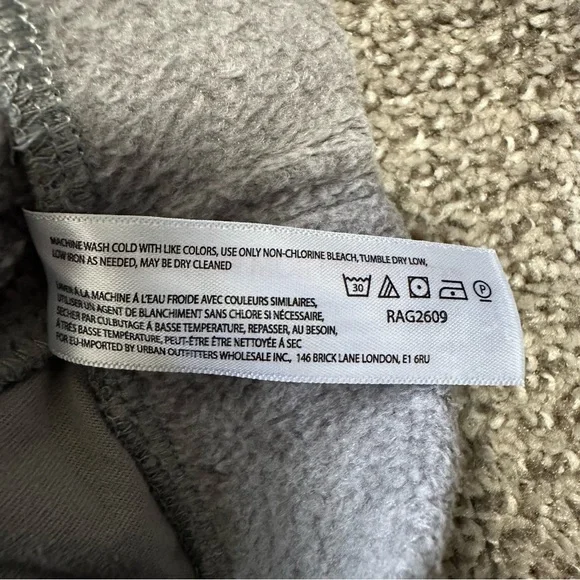 MACHINE WASH COLD WITH LIKE COLORS, USE ONLY NON-CHLORINE BLEACH, TUMBLE DRY LOW,
LOW IRON AS NEEDED, MAY BE DRY CLEANED
30 P
RAG2609
LAVER À LA MACHINE À L'EAU FROIDE AVEC COULEURS SIMILAIRES,
UTILISER UN AGENT DE BLANCHIMENT SANS CHLORE SI NÉCESSAIRE,
SÉCHER PAR CULBUTAGE À BASSE TEMPÉRATURE, REPASSER, AU BESOIN,
À TRÉS BASSE TEMPÉRATURE, PEUT-ÊTRE ÊTRE NETTOYÉE À SEC
FOR EU-IMPORTED BY URBAN OUTFITTERS WHOLESALE INC, 146 BRICK LANE LONDON, E1 6RU